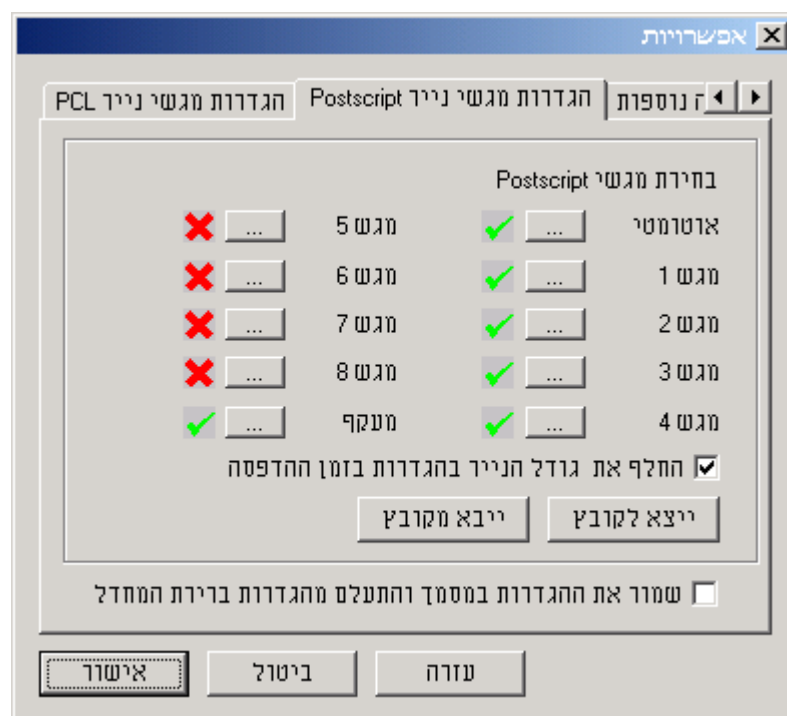 אפשרויות
ה נוספות הגדרות מגשי נייר Postscript הגדרות מגשי נייר PCL
בחירת מגשי Postscript
אוטומטי ... מגש 5 ...
מגש 1 ... מגש 6 ...
מגש 2 ... מגש 7 ...
מגש 3 ... מגש 8 ...
מגש 4 ... מעקף ...
החלף את גודל הנייר בהגדרות בזמן ההדפסה
ייצא לקובץ ייבא מקובץ
שמור את ההגדרות במסמך והתעלם מהגדרות ברירת המחדל
עזרה ביטול אישור